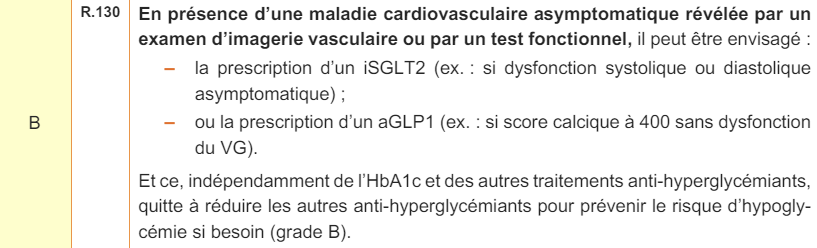 R.130
En présence d’une maladie cardiovasculaire asymptomatique révélée par un
examen d’imagerie vasculaire ou par un test fonctionnel, il peut être envisagé :
– la prescription d’un iSGLT2 (ex. : si dysfonction systolique ou diastolique
asymptomatique) ;
B
– ou la prescription d’un aGLP1 (ex. : si score calcique à 400 sans dysfonction
du VG).
Et ce, indépendamment de l’HbA1c et des autres traitements anti-hyperglycémiants,
quitte à réduire les autres anti-hyperglycémiants pour prévenir le risque d’hypogly-
cémie si besoin (grade B).